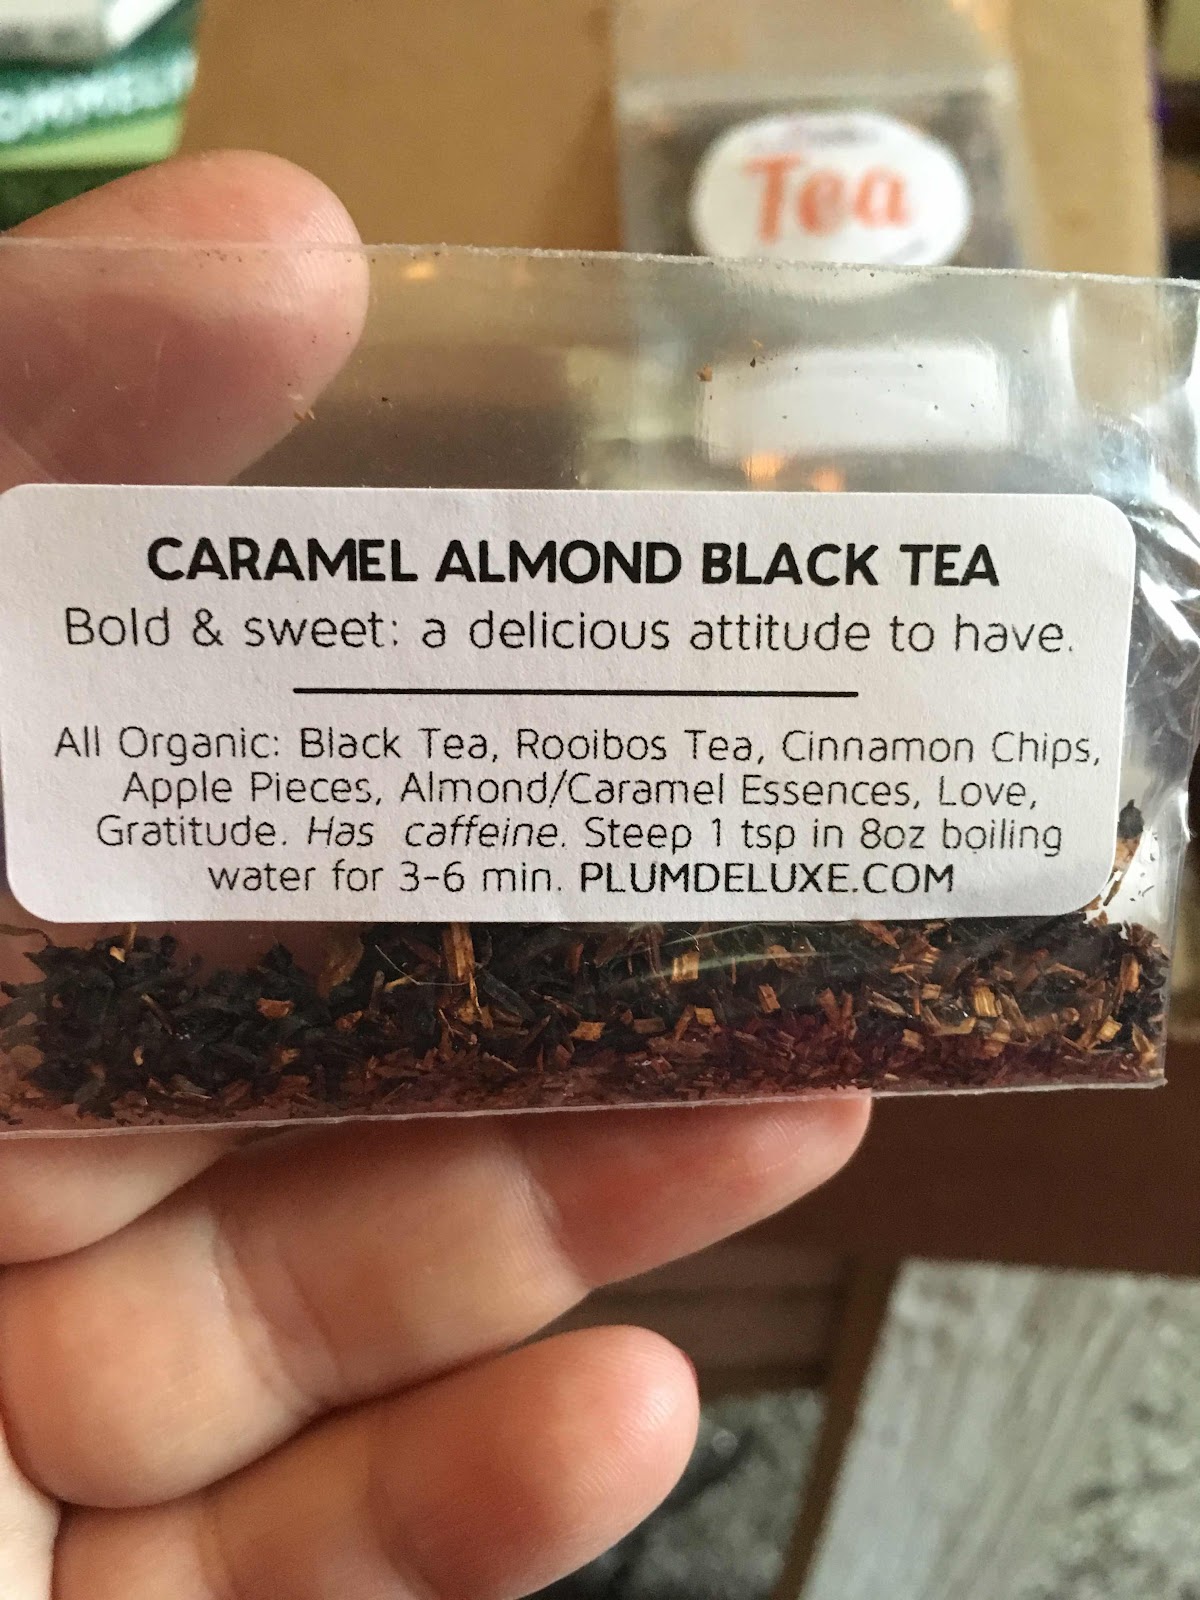 Tea
CARAMEL ALMOND BLACK TEA
Bold & sweet: a delicious attitude to have.
All Organic: Black Tea, Rooibos Tea, Cinnamon Chips,
Apple Pieces, Almond/Caramel Essences, Love,
Gratitude. Has caffeine. Steep 1 tsp in 8oz boiling
water for 3-6 min. PLUMDELUXE.COM